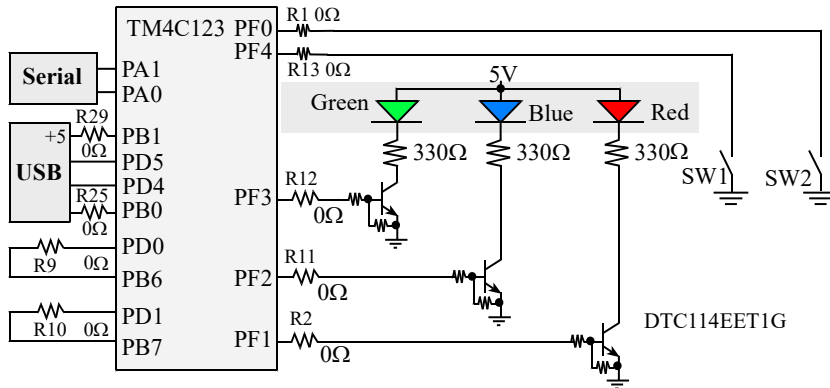 TM4C123
PF0
R1 0Ω
PF4
R13 0Ω
Serial
PA1
PA0
5V
Green
Blue
Red
R29
+5
0Ω
PB1
USB
PD5
PD4
R25
PB0
0Ω
330Ω
330Ω
330Ω
SW1
SW2
PF3
R12
0Ω
PD0
R9
0Ω
PB6
PF2
R11
0Ω
PD1
R10
0Ω
PB7
PF1
R2
0Ω
DTC114EET1G